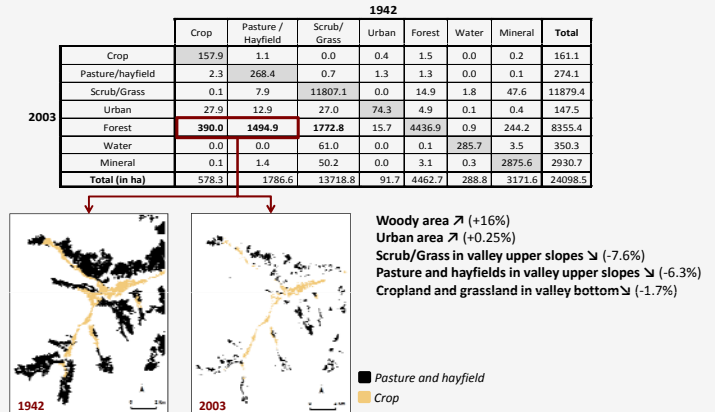 1942
Crop Pasture / Hayfield Scrub/ Grass Urban Forest Water Mineral Total
2003
Crop 157.9 1.1 0.0 0.4 1.5 0.0 0.2 161.1
Pasture/hayfield 2.3 268.4 0.7 1.3 1.3 0.0 0.1 274.1
Scrub/Grass 0.1 7.9 11807.1 0.0 14.9 1.8 47.6 11879.4
Urban 27.9 12.9 27.0 74.3 4.9 0.1 0.4 147.5
Forest 390.0 1494.9 1772.8 15.7 4436.9 0.9 244.2 8355.4
Water 0.0 0.0 61.0 0.0 0.1 285.7 3.5 350.3
Mineral 0.1 1.4 50.2 0.0 3.1 0.3 2875.6 2930.7
Total (in ha) 578.3 1786.6 13718.8 91.7 4462.7 288.8 3171.6 24098.5
Woody area ↗ (+16%)
Urban area ↗ (+0.25%)
Scrub/Grass in valley upper slopes ↘ (-7.6%)
Pasture and hayfields in valley upper slopes ↘ (-6.3%)
Cropland and grassland in valley bottom↘ (-1.7%)
1942
2003
Pasture and hayfield
Crop